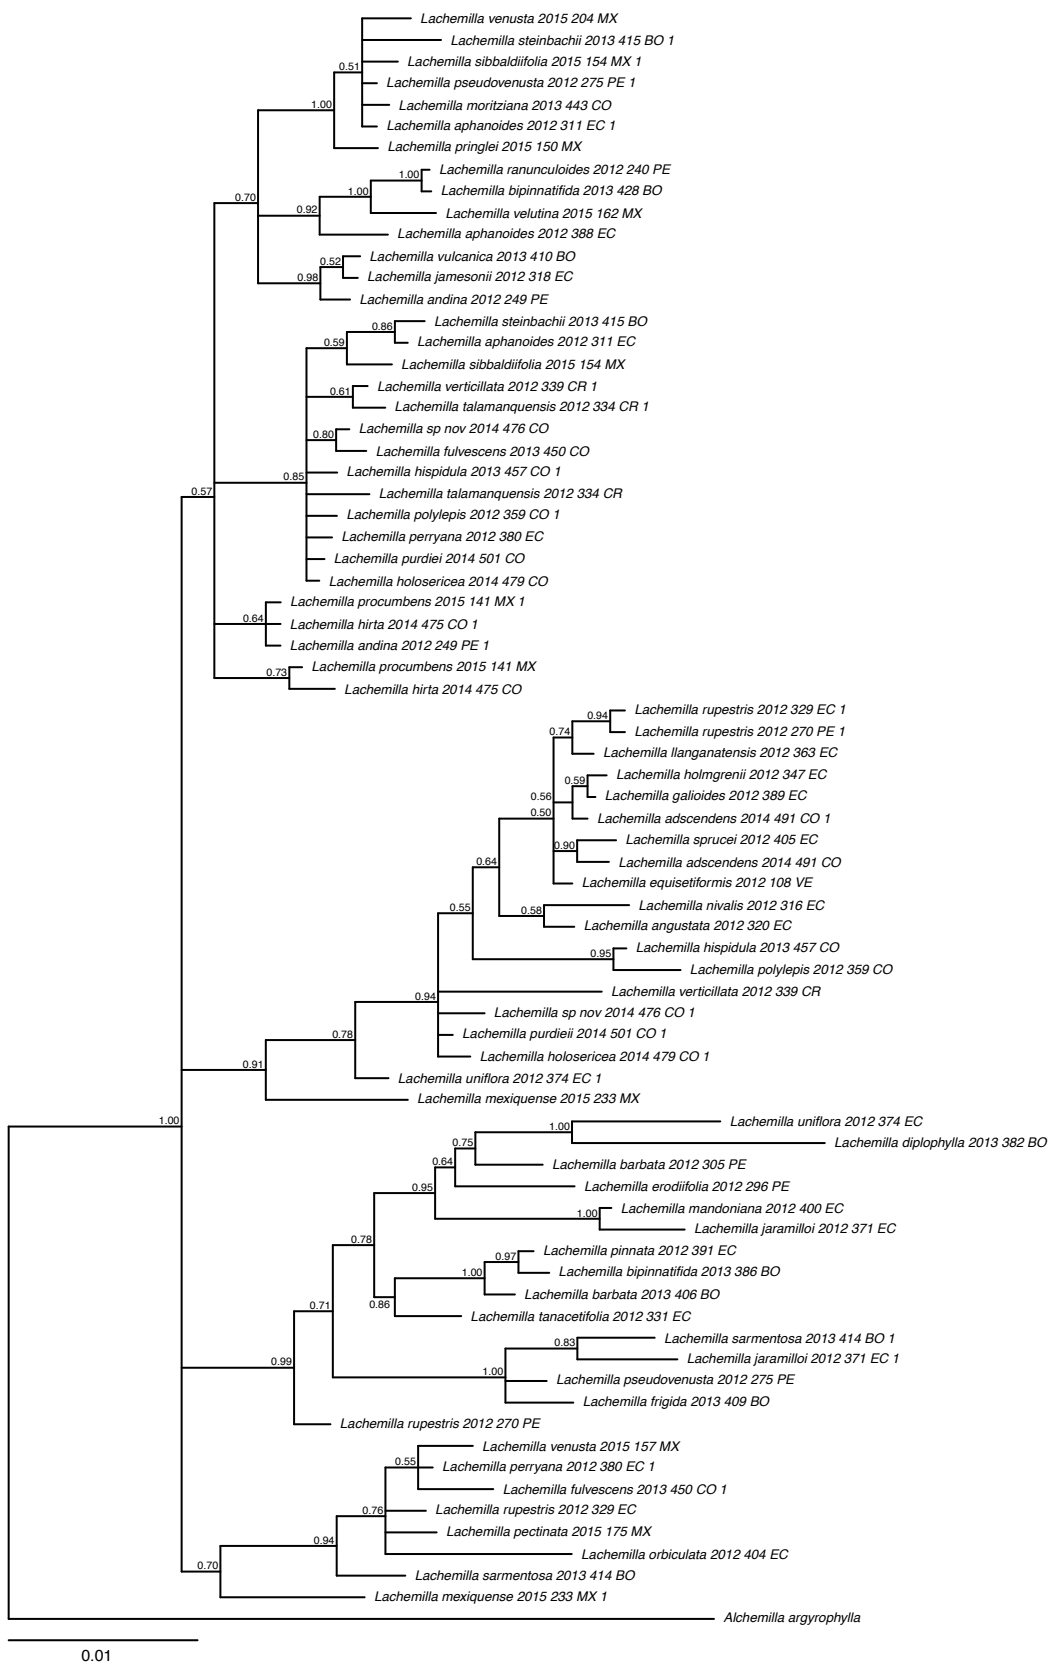 Lachemilla venusta 2015 204 MX
Lachemilla steinbachii 2013 415 BO 1
Lachemilla sibbaldiifolia 2015 154 MX 1
0.51
Lachemilla pseudovenusta 2012 275 PE 1
Lachemilla moritziana 2013 443 CO
1.00
Lachemilla aphanoides 2012 311 EC 1
Lachemilla pringlei 2015 150 MX
Lachemilla ranunculoides 2012 240 PE
1.00
Lachemilla bipinnatifida 2013 428 BO
1.00
0.70
Lachemilla velutina 2015 162 MX
0.92
Lachemilla aphanoides 2012 388 EC
Lachemilla vulcanica 2013 410 BO
0.52
Lachemilla jamesonii 2012 318 EC
0.98
Lachemilla andina 2012 249 PE
Lachemilla steinbachii 2013 415 BO
0.86
Lachemilla aphanoides 2012 311 EC
0.59
Lachemilla sibbaldiifolia 2015 154 MX
Lachemilla verticillata 2012 339 CR 1
0.61
Lachemilla talamanquensis 2012 334 CR 1
Lachemilla sp nov 2014 476 CO
0.80
Lachemilla fulvescens 2013 450 CO
Lachemilla hispidula 2013 457 CO 1
0.85
Lachemilla talamanquensis 2012 334 CR
0.57
Lachemilla polylepis 2012 359 CO 1
Lachemilla perryana 2012 380 EC
Lachemilla purdiei 2014 501 CO
Lachemilla holosericea 2014 479 CO
Lachemilla procumbens 2015 141 MX 1
0.64
Lachemilla hirta 2014 475 CO 1
Lachemilla andina 2012 249 PE 1
Lachemilla procumbens 2015 141 MX
0.73
Lachemilla hirta 2014 475 CO
Lachemilla rupestris 2012 329 EC 1
0.94
Lachemilla rupestris 2012 270 PE 1
0.74
Lachemilla llanganatensis 2012 363 EC
Lachemilla holmgrenii 2012 347 EC
0.59
Lachemilla galioides 2012 389 EC
0.56
0.50
Lachemilla adscendens 2014 491 CO 1
Lachemilla sprucei 2012 405 EC
0.90
Lachemilla adscendens 2014 491 CO
0.64
Lachemilla equisetiformis 2012 108 VE
Lachemilla nivalis 2012 316 EC
0.55
0.58
Lachemilla angustata 2012 320 EC
Lachemilla hispidula 2013 457 CO
0.95
Lachemilla polylepis 2012 359 CO
Lachemilla verticillata 2012 339 CR
0.94
Lachemilla sp nov 2014 476 CO 1
Lachemilla purdieii 2014 501 CO 1
0.78
Lachemilla holosericea 2014 479 CO 1
0.91
Lachemilla uniflora 2012 374 EC 1
Lachemilla mexiquense 2015 233 MX
1.00
Lachemilla uniflora 2012 374 EC
1.00
Lachemilla diplophylla 2013 382 BO
0.75
Lachemilla barbata 2012 305 PE
0.64
Lachemilla erodiifolia 2012 296 PE
0.95
Lachemilla mandoniana 2012 400 EC
1.00
Lachemilla jaramilloi 2012 371 EC
0.78
Lachemilla pinnata 2012 391 EC
0.97
Lachemilla bipinnatifida 2013 386 BO
1.00
Lachemilla barbata 2013 406 BO
0.86
0.71
Lachemilla tanacetifolia 2012 331 EC
Lachemilla sarmentosa 2013 414 BO 1
0.83
Lachemilla jaramilloi 2012 371 EC 1
0.99
1.00
Lachemilla pseudovenusta 2012 275 PE
Lachemilla frigida 2013 409 BO
Lachemilla rupestris 2012 270 PE
Lachemilla venusta 2015 157 MX
0.55
Lachemilla perryana 2012 380 EC 1
Lachemilla fulvescens 2013 450 CO 1
0.76
Lachemilla rupestris 2012 329 EC
Lachemilla pectinata 2015 175 MX
0.94
Lachemilla orbiculata 2012 404 EC
0.70
Lachemilla sarmentosa 2013 414 BO
Lachemilla mexiquense 2015 233 MX 1
Alchemilla argyrophylla
0.01